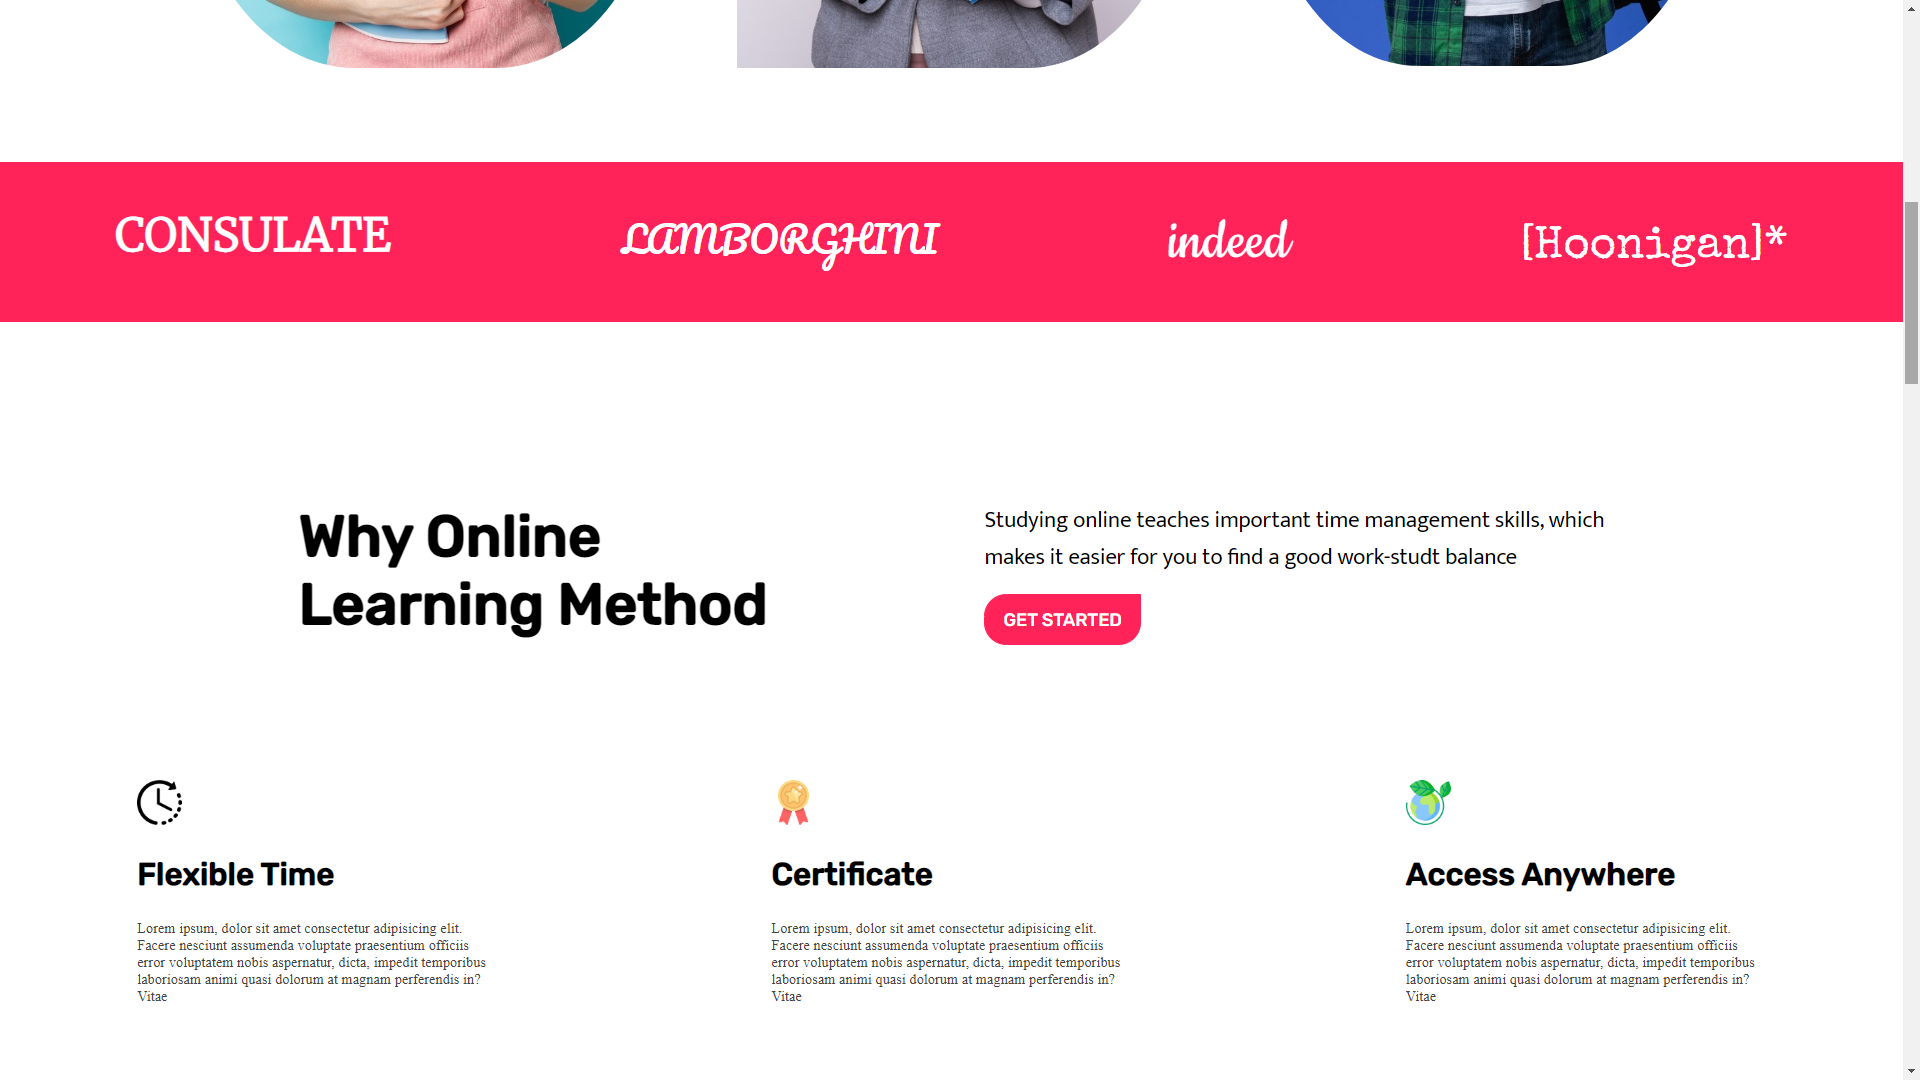 CONSULATE
LAMBORGHINI
indeed
[Hoonigan]*
Why Online
Learning Method
Studying online teaches important time management skills, which
makes it easier for you to find a good work-studt balance
GET STARTED
Flexible Time
Lorem ipsum, dolor sit amet consectetur adipisicing elit.
Facere nesciunt assumenda voluptate praesentium officiis
error voluptatem nobis aspernatur, dicta, impedit temporibus
laboriosam animi quasi dolorum at magnam perferendis in?
Vitae
Certificate
Lorem ipsum, dolor sit amet consectetur adipisicing elit.
Facere nesciunt assumenda voluptate praesentium officiis
error voluptatem nobis aspernatur, dicta, impedit temporibus
laboriosam animi quasi dolorum at magnam perferendis in?
Vitae
Access Anywhere
Lorem ipsum, dolor sit amet consectetur adipisicing elit.
Facere nesciunt assumenda voluptate praesentium officiis
error voluptatem nobis aspernatur, dicta, impedit temporibus
laboriosam animi quasi dolorum at magnam perferendis in?
Vitae